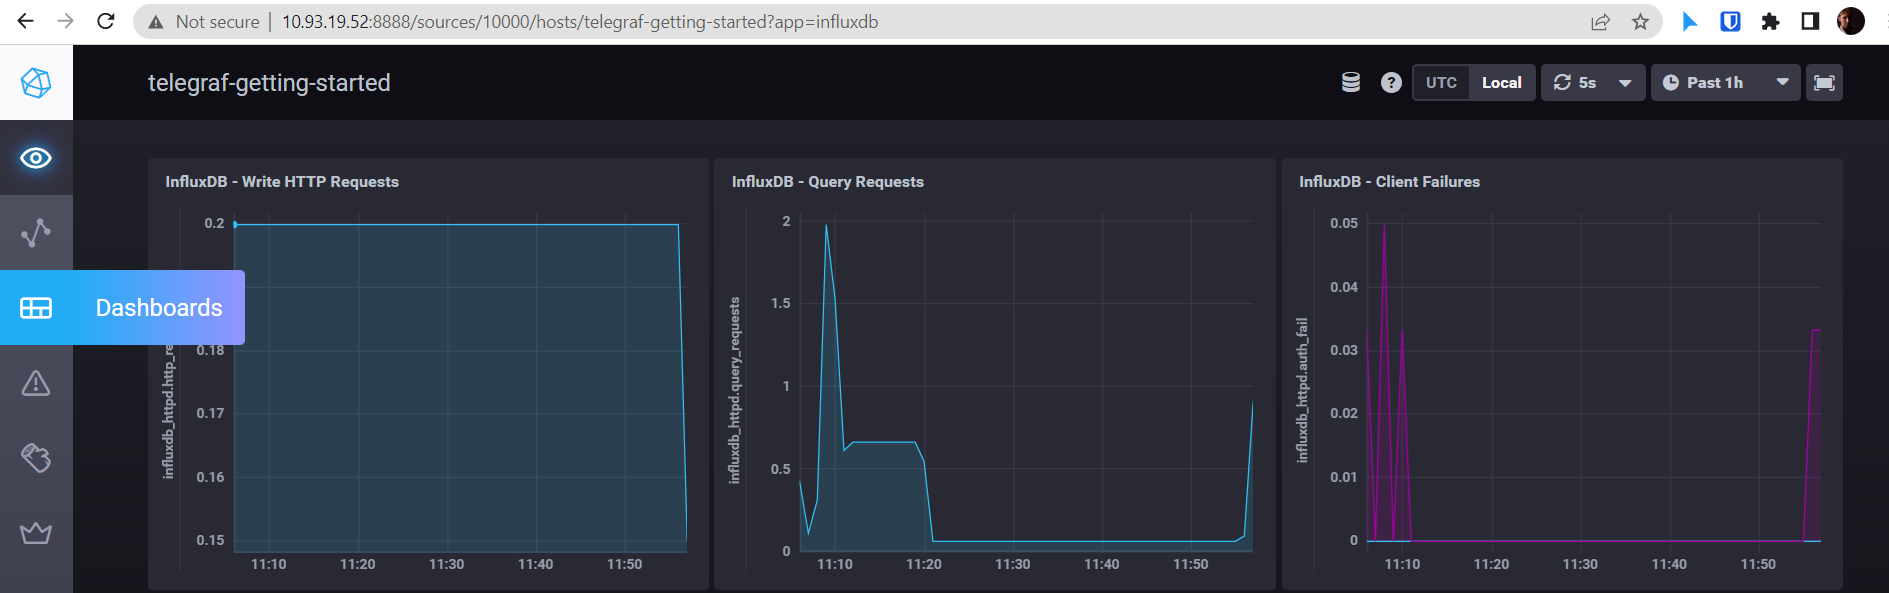 Not secure | 10.93.19.52:8888/sources/10000/hosts/telegraf-getting-started?app=influxdb
telegraf-getting-started
UTC Local 5s Past 1h
Dashboards
InfluxDB - Write HTTP Requests
influxdb_httpd.http_re
0.2
0.18
0.17
0.16
0.15
11:10 11:20 11:30 11:40 11:50
InfluxDB - Query Requests
influxdb_httpd.query_requests
2
1.5
1
0.5
0
11:10 11:20 11:30 11:40 11:50
InfluxDB - Client Failures
influxdb_httpd.auth_fail
0.05
0.04
0.03
0.02
0.01
0
11:10 11:20 11:30 11:40 11:50